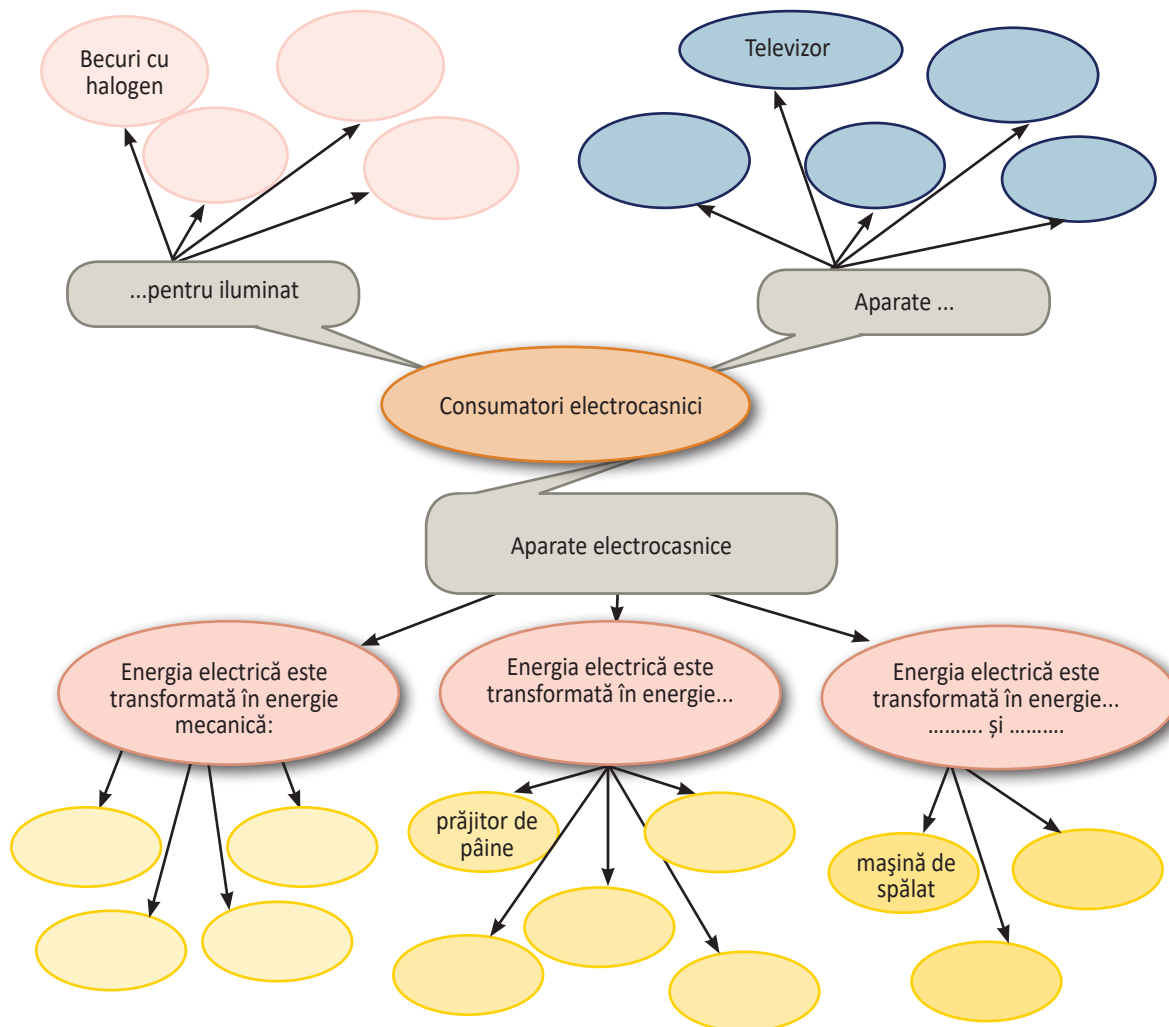 Becuri cu
halogen
Televizor
...pentru iluminat
Aparate ...
Consumatori electrocasnici
Aparate electrocasnice
Energia electrică este
transformată în energie
mecanică:
Energia electrică este
transformată în energie...
Energia electrică este
transformată în energie...
.......... și ..........
prăjitor de
pâine
maşină de
spălat